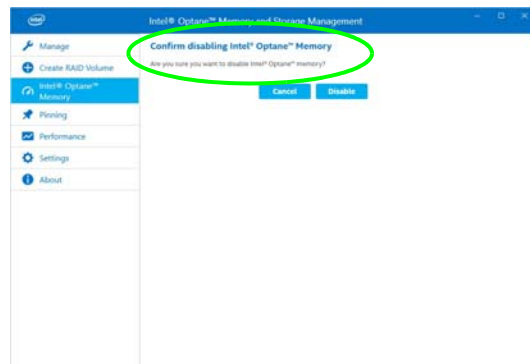 intel
Intel® Optane™ Memory and Storage Management
Manage
Create RAID Volume
Intel® Optane™
Memory
Pinning
Performance
Settings
About
Confirm disabling Intel® Optane™ Memory
Are you sure you want to disable Intel® Optane™ memory?
Cancel
Disable